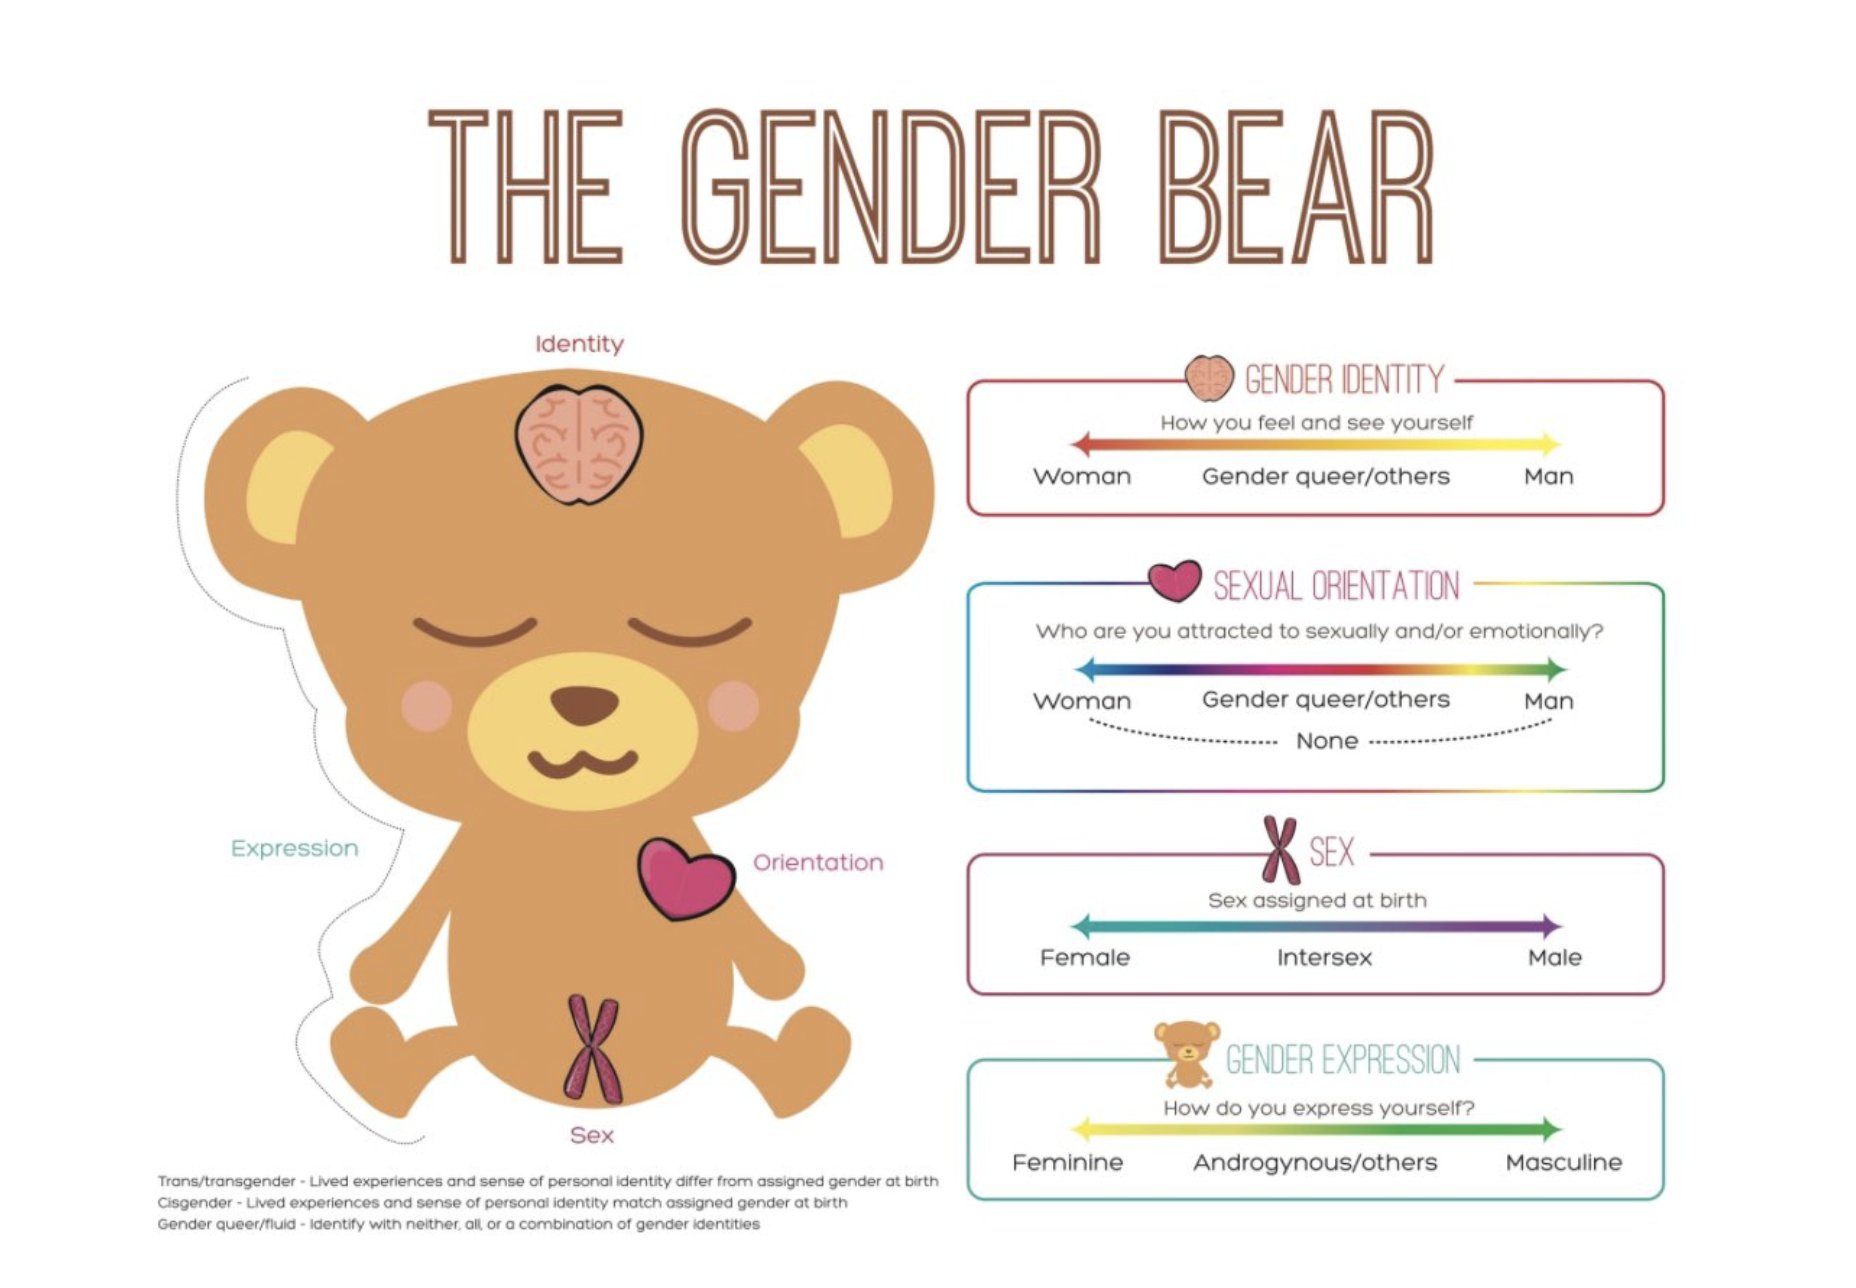 THE GENDER BEAR
Identity
Expression
Orientation
Sex
Trans/transgender - Lived experiences and sense of personal identity differ from assigned gender at birth
Cisgender - Lived experiences and sense of personal identity match assigned gender at birth
Gender queer/fluid - Identify with neither, all, or a combination of gender identities
GENDER IDENTITY
How you feel and see yourself
Woman Gender queer/others Man
SEXUAL ORIENTATION
Who are you attracted to sexually and/or emotionally?
Woman Gender queer/others Man
None
SEX
Sex assigned at birth
Female Intersex Male
GENDER EXPRESSION
How do you express yourself?
Feminine Androgynous/others Masculine